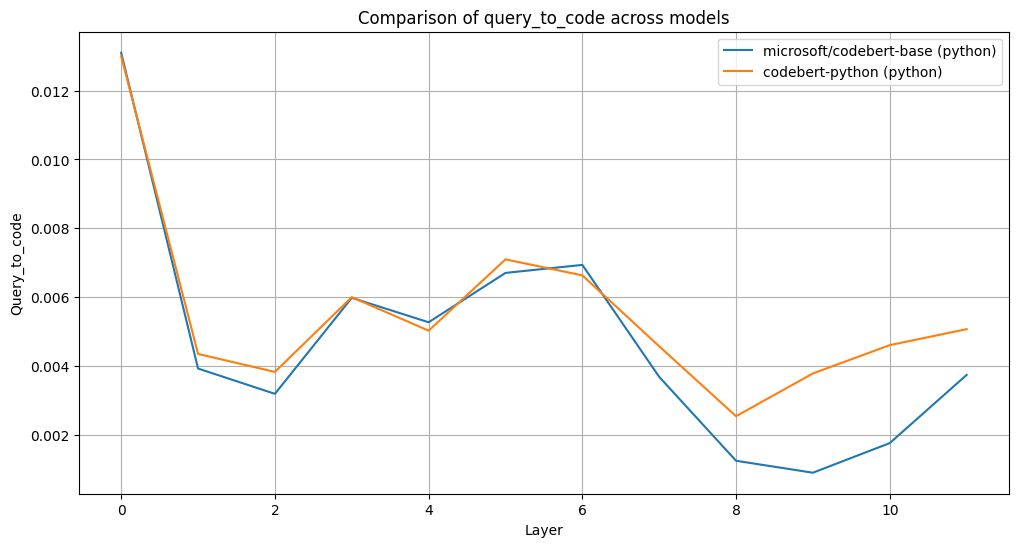 Comparison of query_to_code across models
microsoft/codebert-base (python)
codebert-python (python)
Query_to_code
0.012
0.010
0.008
0.006
0.004
0.002
0 2 4 6 8 10
Layer